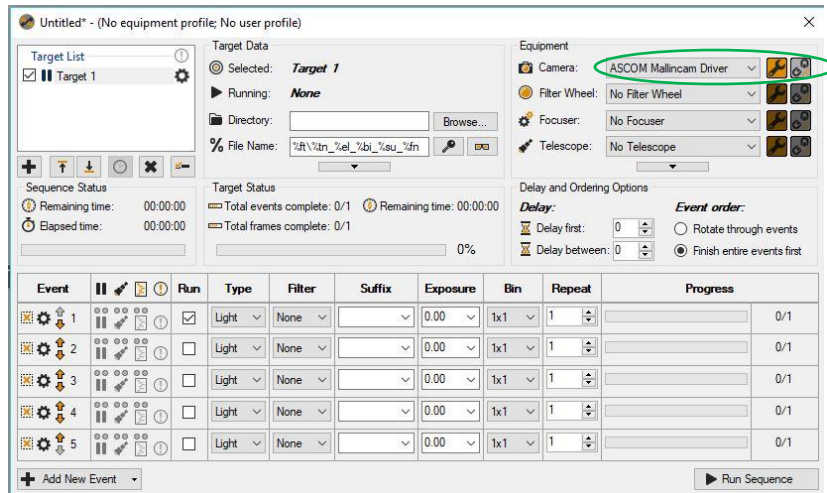 Untitled* - (No equipment profile; No user profile)
Target List
Target 1
Target Data
Selected: Target 1
Running: None
Directory: Browse...
File Name: %ft\%tn_%el_%bi_%su_%fn
Equipment
Camera: ASCOM Mallincam Driver
Filter Wheel: No Filter Wheel
Focuser: No Focuser
Telescope: No Telescope
Sequence Status
Remaining time: 00:00:00
Elapsed time: 00:00:00
Target Status
Total events complete: 0/1 Remaining time: 00:00:00
Total frames complete: 0/1
0%
Delay and Ordering Options
Delay: Event order:
Delay first: 0 Rotate through events
Delay between: 0 Finish entire events first
Event Run Type Filter Suffix Exposure Bin Repeat Progress
1 Light None 0.00 1x1 1 0/1
2 Light None 0.00 1x1 1 0/1
3 Light None 0.00 1x1 1 0/1
4 Light None 0.00 1x1 1 0/1
5 Light None 0.00 1x1 1 0/1
Add New Event Run Sequence